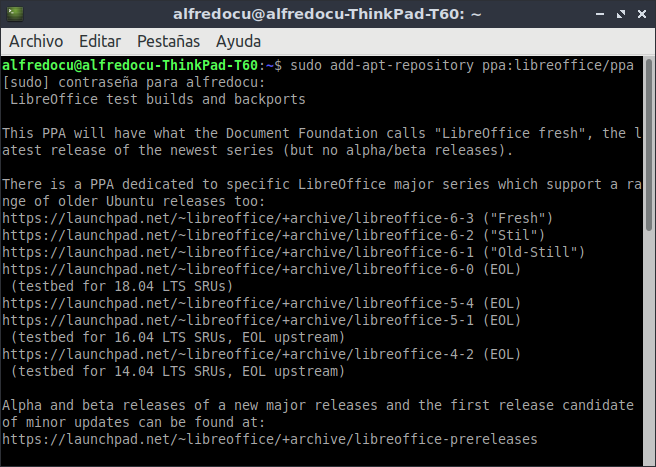 alfredocu@alfredocu-ThinkPad-T60: ~
Archivo Editar Pestañas Ayuda
alfredocu@alfredocu-ThinkPad-T60:~$ sudo add-apt-repository ppa:libreoffice/ppa
[sudo] contraseña para alfredocu:
 LibreOffice test builds and backports

This PPA will have what the Document Foundation calls "LibreOffice fresh", the l
atest release of the newest series (but no alpha/beta releases).

There is a PPA dedicated to specific LibreOffice major series which support a ra
nge of older Ubuntu releases too:
https://launchpad.net/~libreoffice/+archive/libreoffice-6-3 ("Fresh")
https://launchpad.net/~libreoffice/+archive/libreoffice-6-2 ("Stil")
https://launchpad.net/~libreoffice/+archive/libreoffice-6-1 ("Old-Still")
https://launchpad.net/~libreoffice/+archive/libreoffice-6-0 (EOL)
 (testbed for 18.04 LTS SRUs)
https://launchpad.net/~libreoffice/+archive/libreoffice-5-4 (EOL)
https://launchpad.net/~libreoffice/+archive/libreoffice-5-1 (EOL)
 (testbed for 16.04 LTS SRUs, EOL upstream)
https://launchpad.net/~libreoffice/+archive/libreoffice-4-2 (EOL)
 (testbed for 14.04 LTS SRUs, EOL upstream)

Alpha and beta releases of a new major releases and the first release candidate
of minor updates can be found at:
https://launchpad.net/~libreoffice/+archive/libreoffice-prereleases